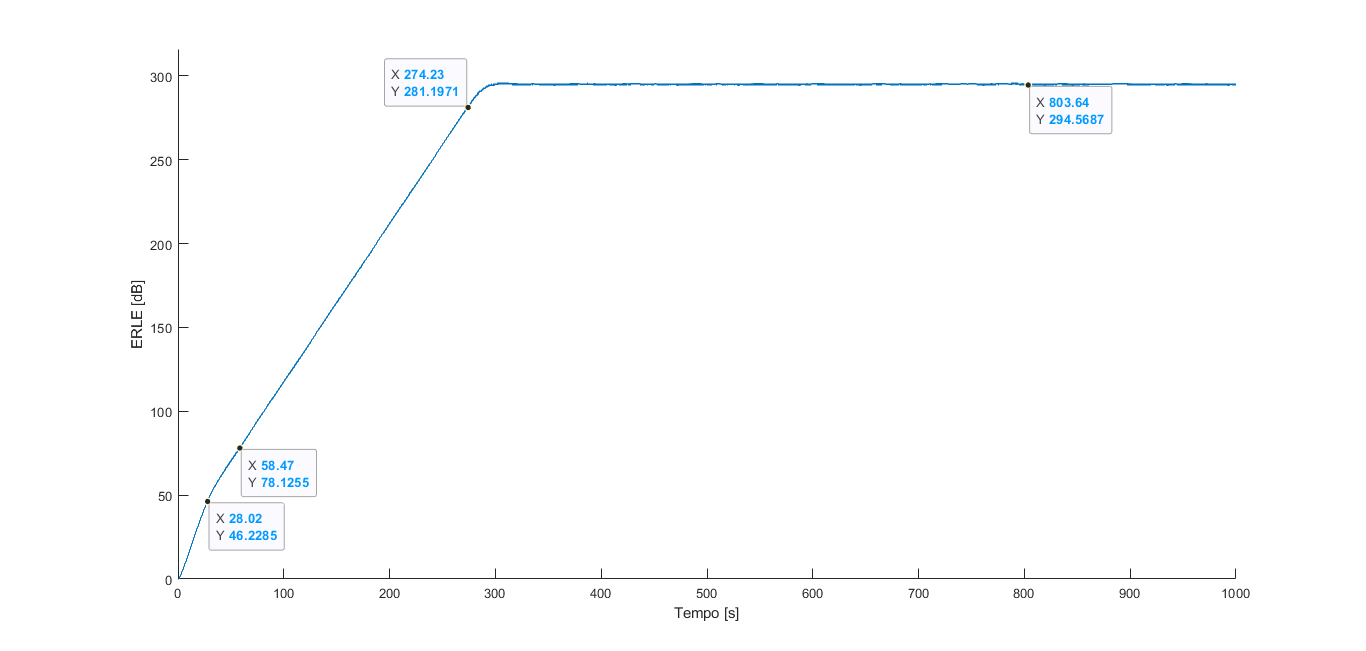 X 274.23
Y 281.1971
X 803.64
Y 294.5687
X 58.47
Y 78.1255
X 28.02
Y 46.2285
ERLE [dB]
300
250
200
150
100
50
0
0 100 200 300 400 500 600 700 800 900 1000
Tempo [s]